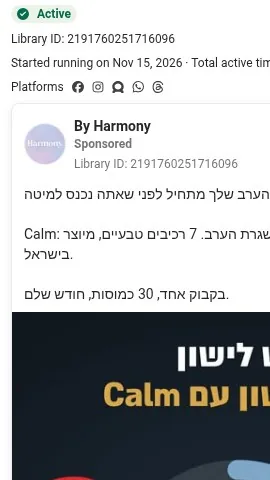 Active
Library ID: 2191760251716096
Started running on Nov 15, 2026 · Total active tim
Platforms
Harmony.
By Harmony
Sponsored
Library ID: 2191760251716096
הערב שלך מתחיל לפני שאתה נכנס למיטה
Calm: שגרת הערב. 7 רכיבים טבעיים, מיוצר
בישראל.
בקבוק אחד, 30 כמוסות, חודש שלם.
לישון
עם Calm